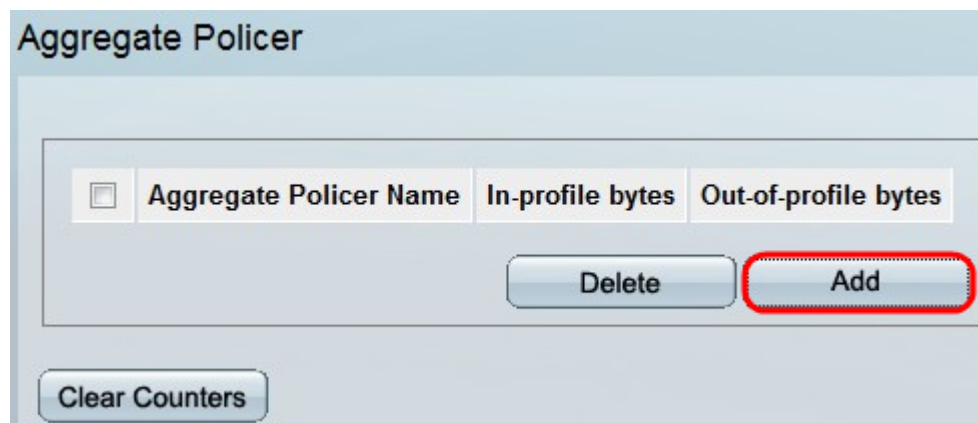 Aggregate Policer
Aggregate Policer Name In-profile bytes Out-of-profile bytes
Delete Add
Clear Counters